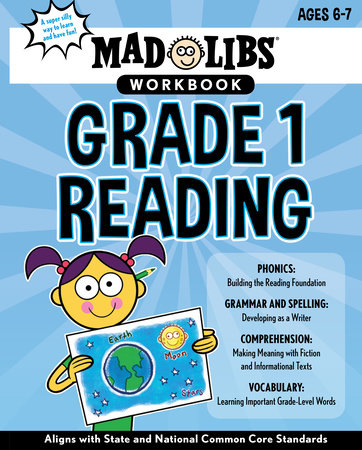 A super silly
way to learn
and have fun!
AGES 6-7
MAD LIBS®
WORKBOOK
GRADE 1
READING
PHONICS:
Building the Reading Foundation
GRAMMAR AND SPELLING:
Developing as a Writer
COMPREHENSION:
Making Meaning with Fiction
and Informational Texts
VOCABULARY:
Learning Important Grade-Level Words
Earth
Moon
Stars
Aligns with State and National Common Core Standards